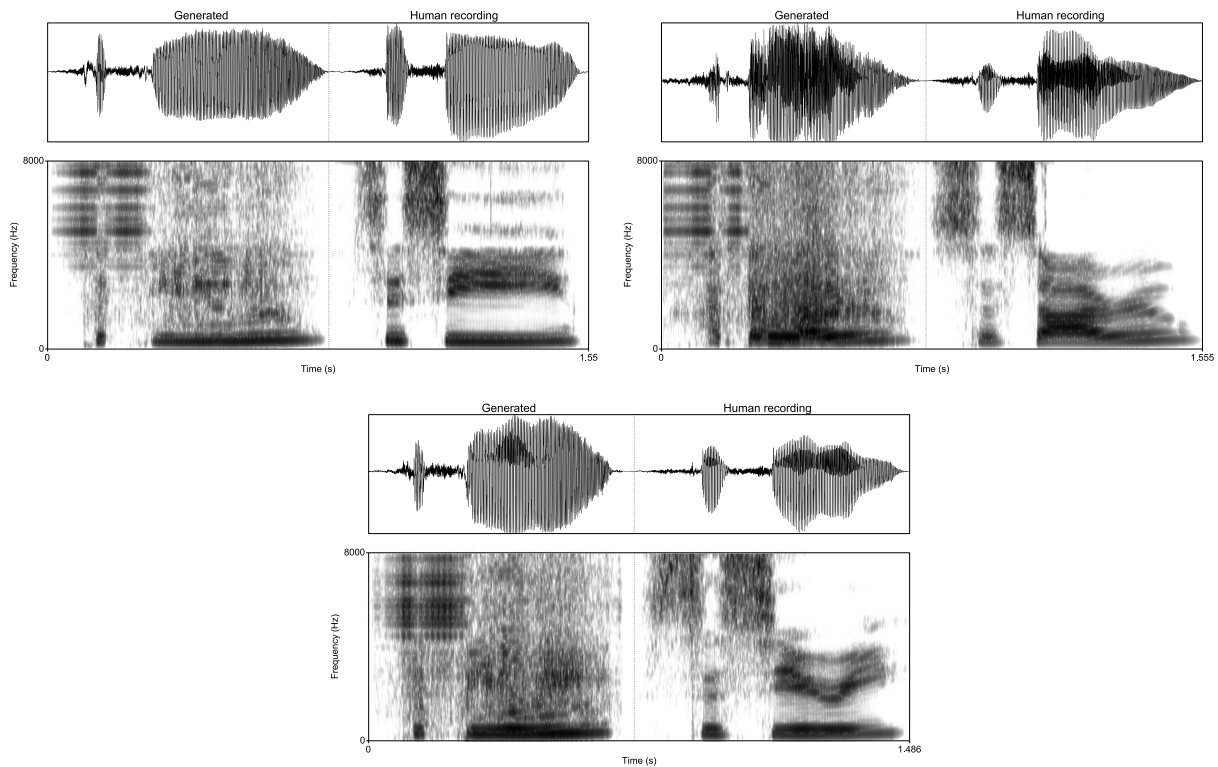 Generated Human recording
8000
Frequency (Hz)
0
0 1.55
Time (s)
Generated Human recording
8000
Frequency (Hz)
0
0 1.555
Time (s)
Generated Human recording
8000
Frequency (Hz)
0
0 1.486
Time (s)